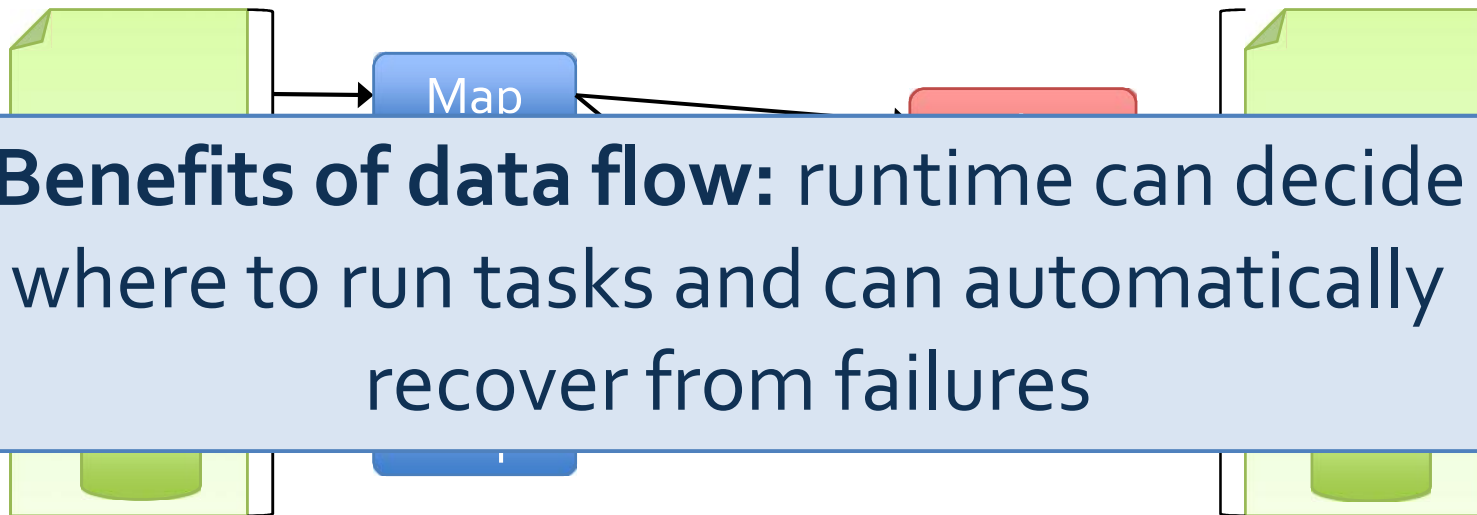 Map
Benefits of data flow: runtime can decide
where to run tasks and can automatically
recover from failures